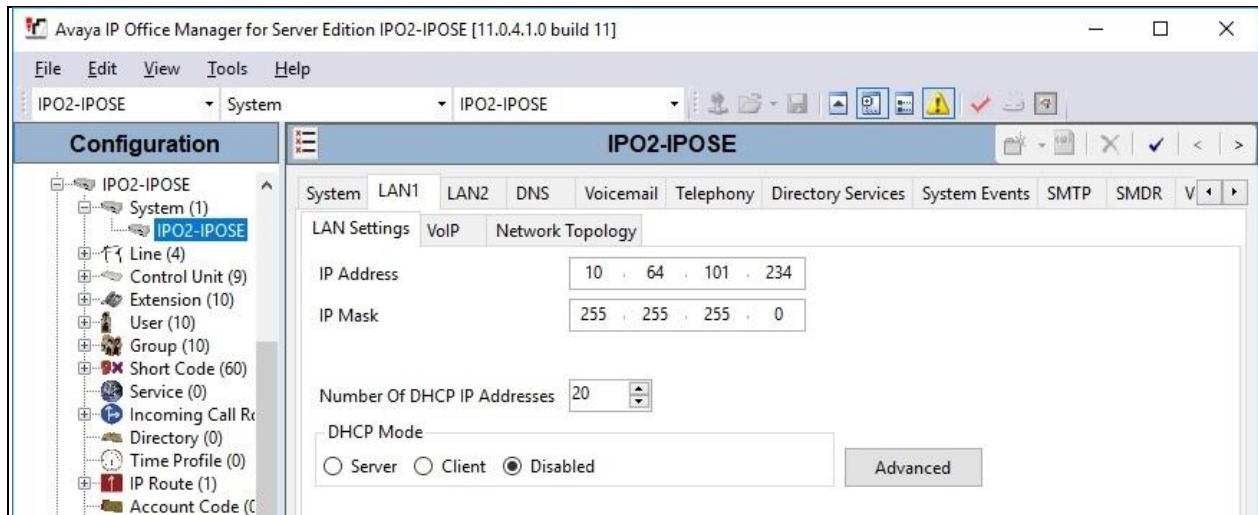 Avaya IP Office Manager for Server Edition IPO2-IPOSE [11.0.4.1.0 build 11]
File Edit View Tools Help
IPO2-IPOSE System IPO2-IPOSE
Configuration
IPO2-IPOSE
System (1)
IPO2-IPOSE
Line (4)
Control Unit (9)
Extension (10)
User (10)
Group (10)
Short Code (60)
Service (0)
Incoming Call
Directory (0)
Time Profile (0)
IP Route (1)
Account Code
IPO2-IPOSE
System LAN1 LAN2 DNS Voicemail Telephony Directory Services System Events SMTP SMDR V
LAN Settings VoIP Network Topology
IP Address 10 . 64 . 101 . 234
IP Mask 255 . 255 . 255 . 0
Number Of DHCP IP Addresses 20
DHCP Mode
Server Client Disabled
Advanced